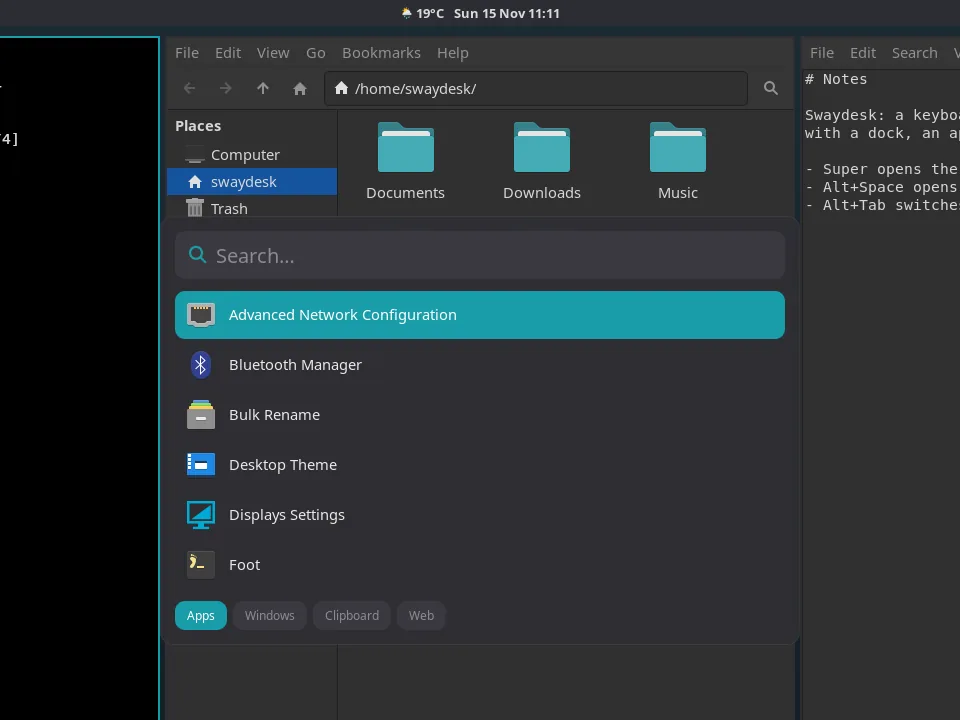 19°C Sun 15 Nov 11:11
4]
File Edit View Go Bookmarks Help
/home/swaydesk/
Places
Computer
swaydesk
Trash
Documents
Downloads
Music
Search...
Advanced Network Configuration
Bluetooth Manager
Bulk Rename
Desktop Theme
Displays Settings
Foot
Apps Windows Clipboard Web
File Edit Search
# Notes
Swaydesk: a
with a dock, an
- Super opens the
- Alt+Space opens
- Alt+Tab